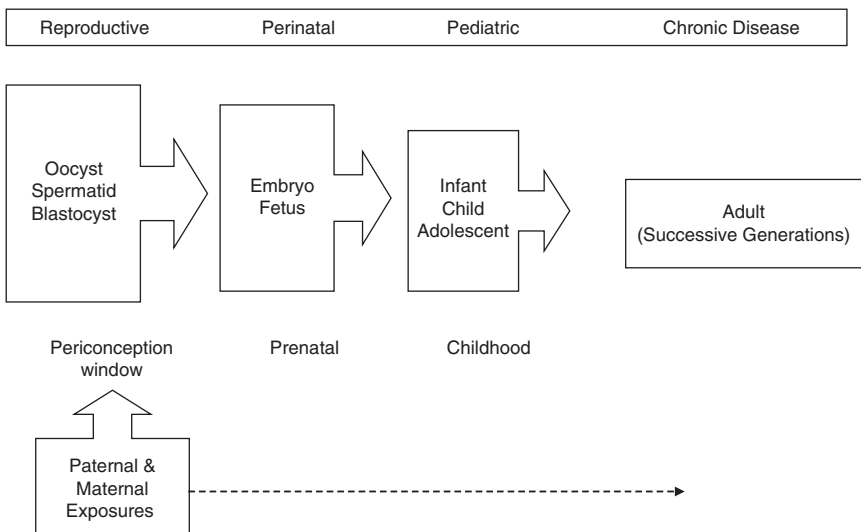 Reproductive Perinatal Pediatric Chronic Disease
Oocyst
Spermatid
Blastocyst
Embryo
Fetus
Infant
Child
Adolescent
Adult
(Successive Generations)
Periconception
window
Prenatal
Childhood
Paternal &
Maternal
Exposures